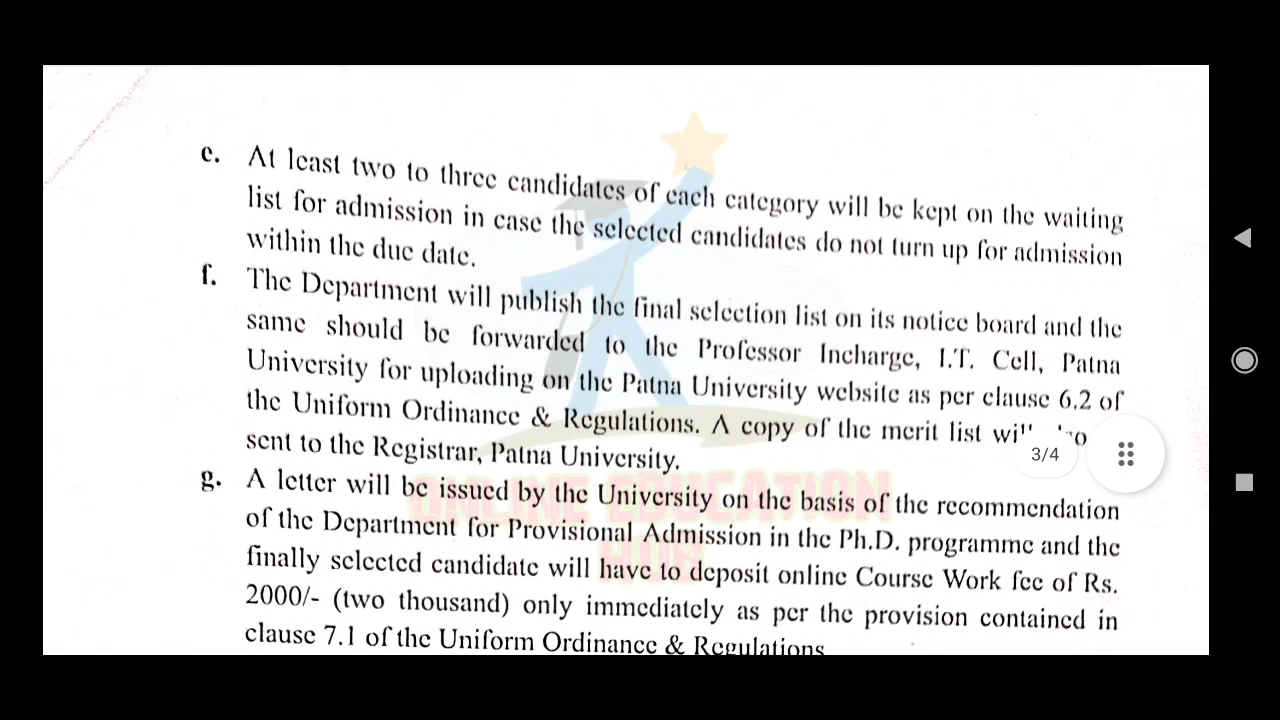 e. At least two to three candidates of each category will be kept on the waiting
list for admission in case the selected candidates do not turn up for admission
within the due date.
f. The Department will publish the final selection list on its notice board and the
same should be forwarded to the Professor Incharge, I.T. Cell, Patna
University for uploading on the Patna University website as per clause 6.2 of
the Uniform Ordinance & Regulations. A copy of the merit list
sent to the Registrar, Patna University.
3/4
g. A letter will be issued by the University on the basis of the recommendation
of the Department for Provisional Admission in the Ph.D. programme and the
finally selected candidate will have to deposit online Course Work fee of Rs.
2000/- (two thousand) only immediately as per the provision contained in
clause 7.1 of the Uniform Ordinance & Regulations
ONLINE EDUCATION
HUB